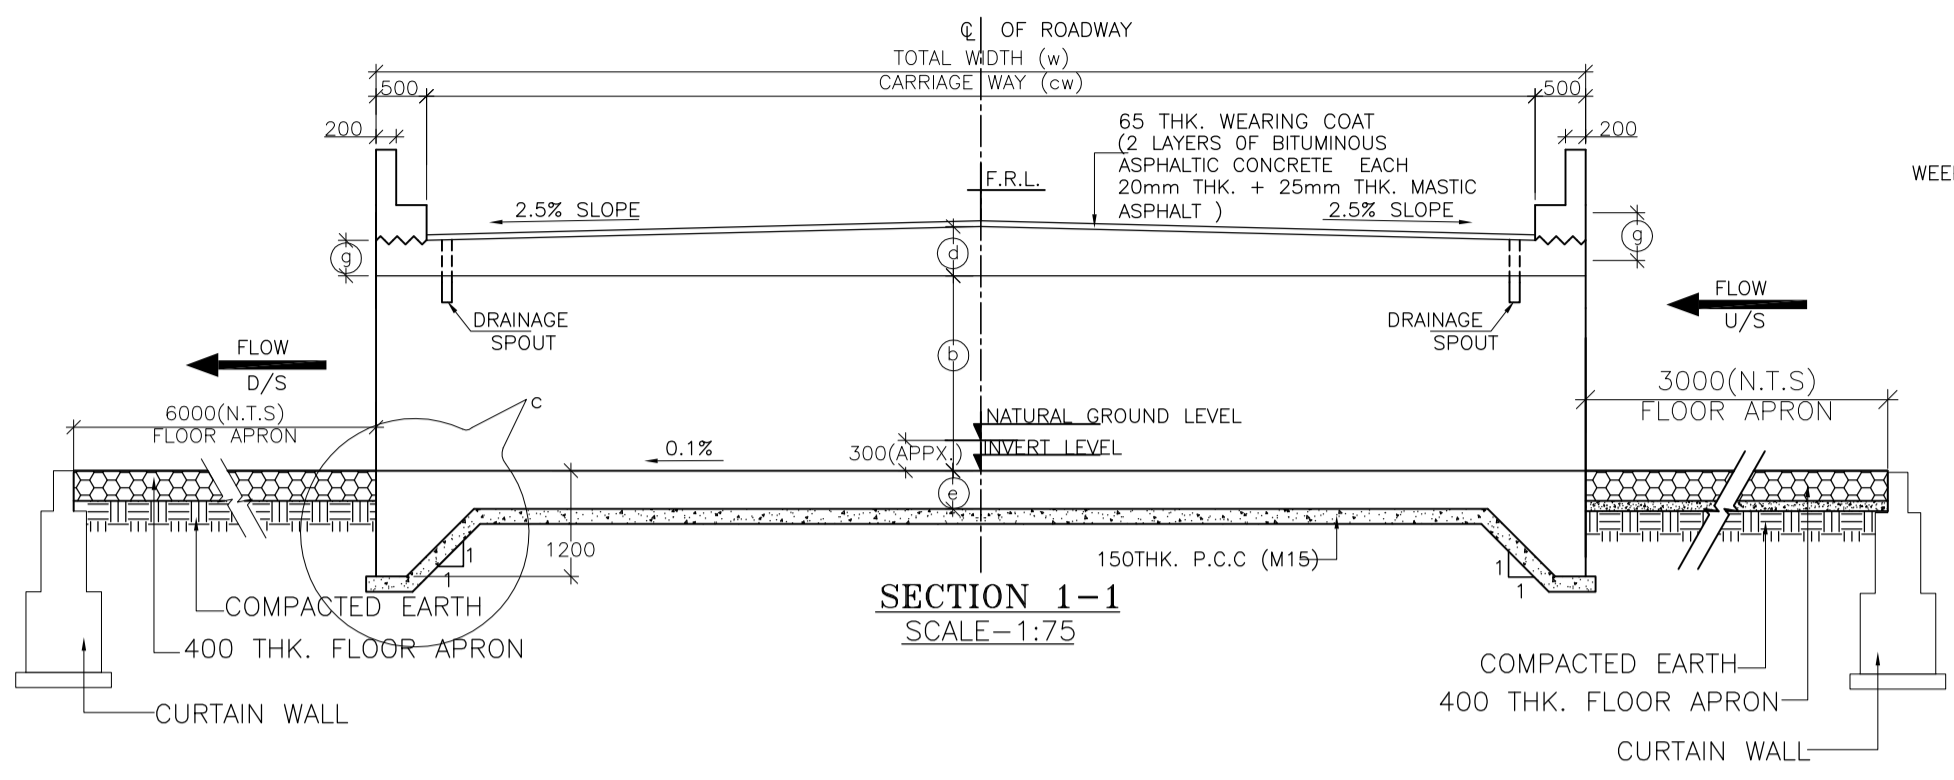 ℄ OF ROADWAY
TOTAL WIDTH (w)
CARRIAGE WAY (cw)
500
500
200
200
65 THK. WEARING COAT
(2 LAYERS OF BITUMINOUS
ASPHALTIC CONCRETE EACH
20mm THK. + 25mm THK. MASTIC
ASPHALT )
F.R.L.
2.5% SLOPE
2.5% SLOPE
g
d
g
DRAINAGE
SPOUT
DRAINAGE
SPOUT
FLOW
U/S
FLOW
D/S
b
6000(N.T.S)
FLOOR APRON
c
3000(N.T.S)
FLOOR APRON
NATURAL GROUND LEVEL
300(APPX.)
INVERT LEVEL
0.1%
e
1200
1
1
150THK. P.C.C (M15)
1
1
SECTION 1-1
SCALE-1:75
COMPACTED EARTH
400 THK. FLOOR APRON
CURTAIN WALL
COMPACTED EARTH
400 THK. FLOOR APRON
CURTAIN WALL